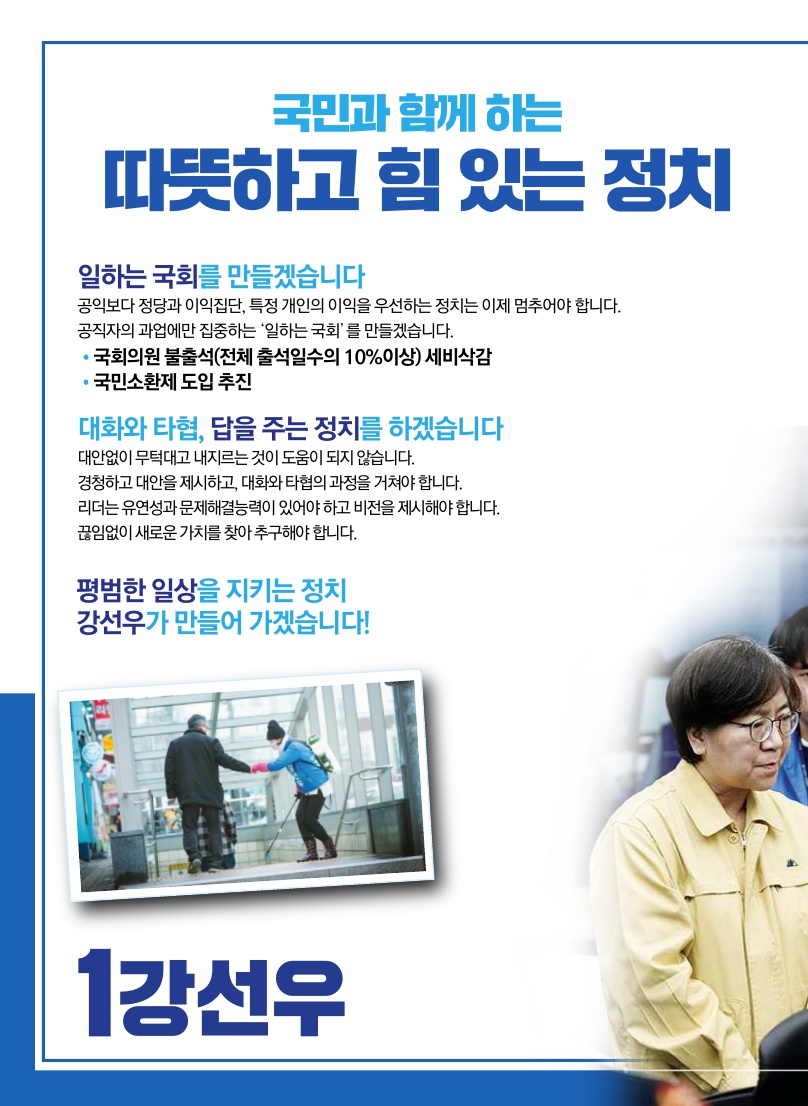 국민과 함께 하는
따뜻하고 힘 있는 정치
일하는 국회를 만들겠습니다
공익보다 정당과 이익집단, 특정 개인의 이익을 우선하는 정치는 이제 멈추어야 합니다.
공직자의 과업에만 집중하는 ‘일하는 국회’를 만들겠습니다.
• 국회의원 불출석(전체 출석일수의 10%이상) 세비삭감
• 국민소환제 도입 추진
대화와 타협, 답을 주는 정치를 하겠습니다
대안없이 무턱대고 내지르는 것이 도움이 되지 않습니다.
경청하고 대안을 제시하고, 대화와 타협의 과정을 거쳐야 합니다.
리더는 유연성과 문제해결능력이 있어야 하고 비전을 제시해야 합니다.
끊임없이 새로운 가치를 찾아 추구해야 합니다.
평범한 일상을 지키는 정치
강선우가 만들어 가겠습니다!
1강선우